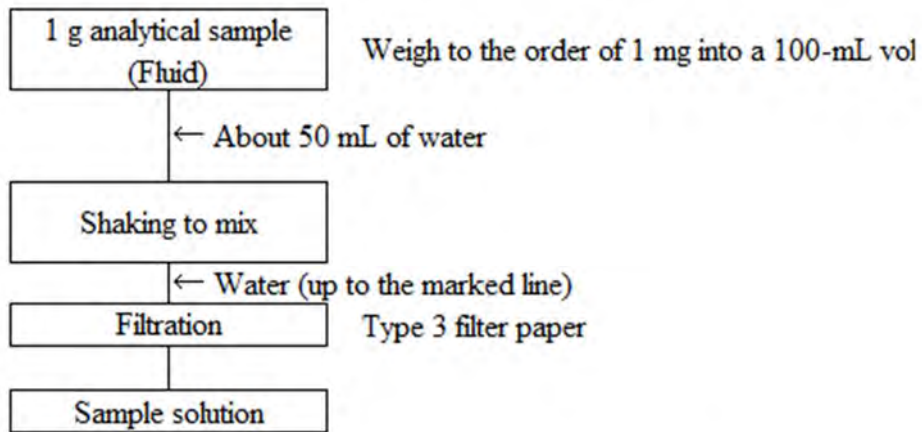 1 g analytical sample
(Fluid)
Weigh to the order of 1 mg into a 100-mL vol
← About 50 mL of water
Shaking to mix
← Water (up to the marked line)
Filtration
Type 3 filter paper
Sample solution